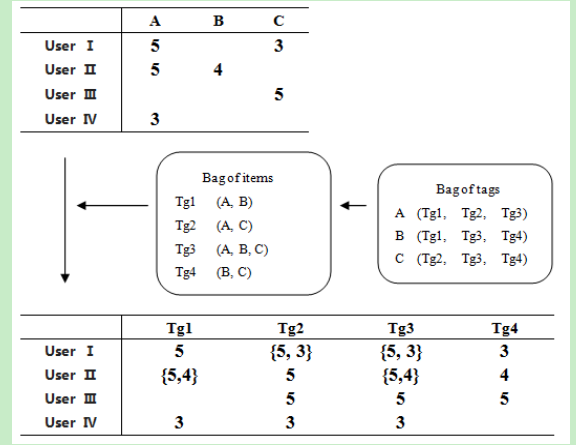 A B C
User Ⅰ 5 3
User Ⅱ 5 4
User Ⅲ 5
User Ⅳ 3
Bag of items
Tg1 (A, B)
Tg2 (A, C)
Tg3 (A, B, C)
Tg4 (B, C)
Bag of tags
A (Tg1, Tg2, Tg3)
B (Tg1, Tg3, Tg4)
C (Tg2, Tg3, Tg4)
Tg1 Tg2 Tg3 Tg4
User Ⅰ 5 {5, 3} {5, 3} 3
User Ⅱ {5,4} 5 {5,4} 4
User Ⅲ 5 5 5
User Ⅳ 3 3 3